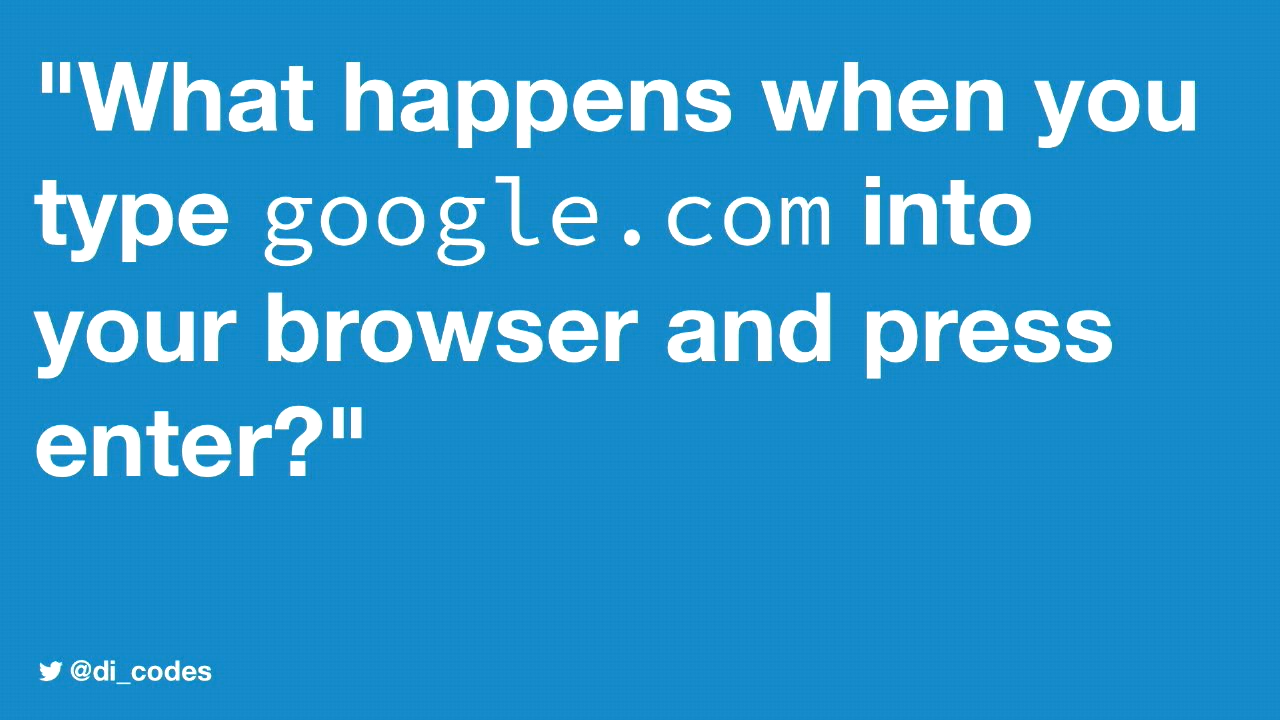 "What happens when you
type google.com into
your browser and press
enter?"
@di_codes